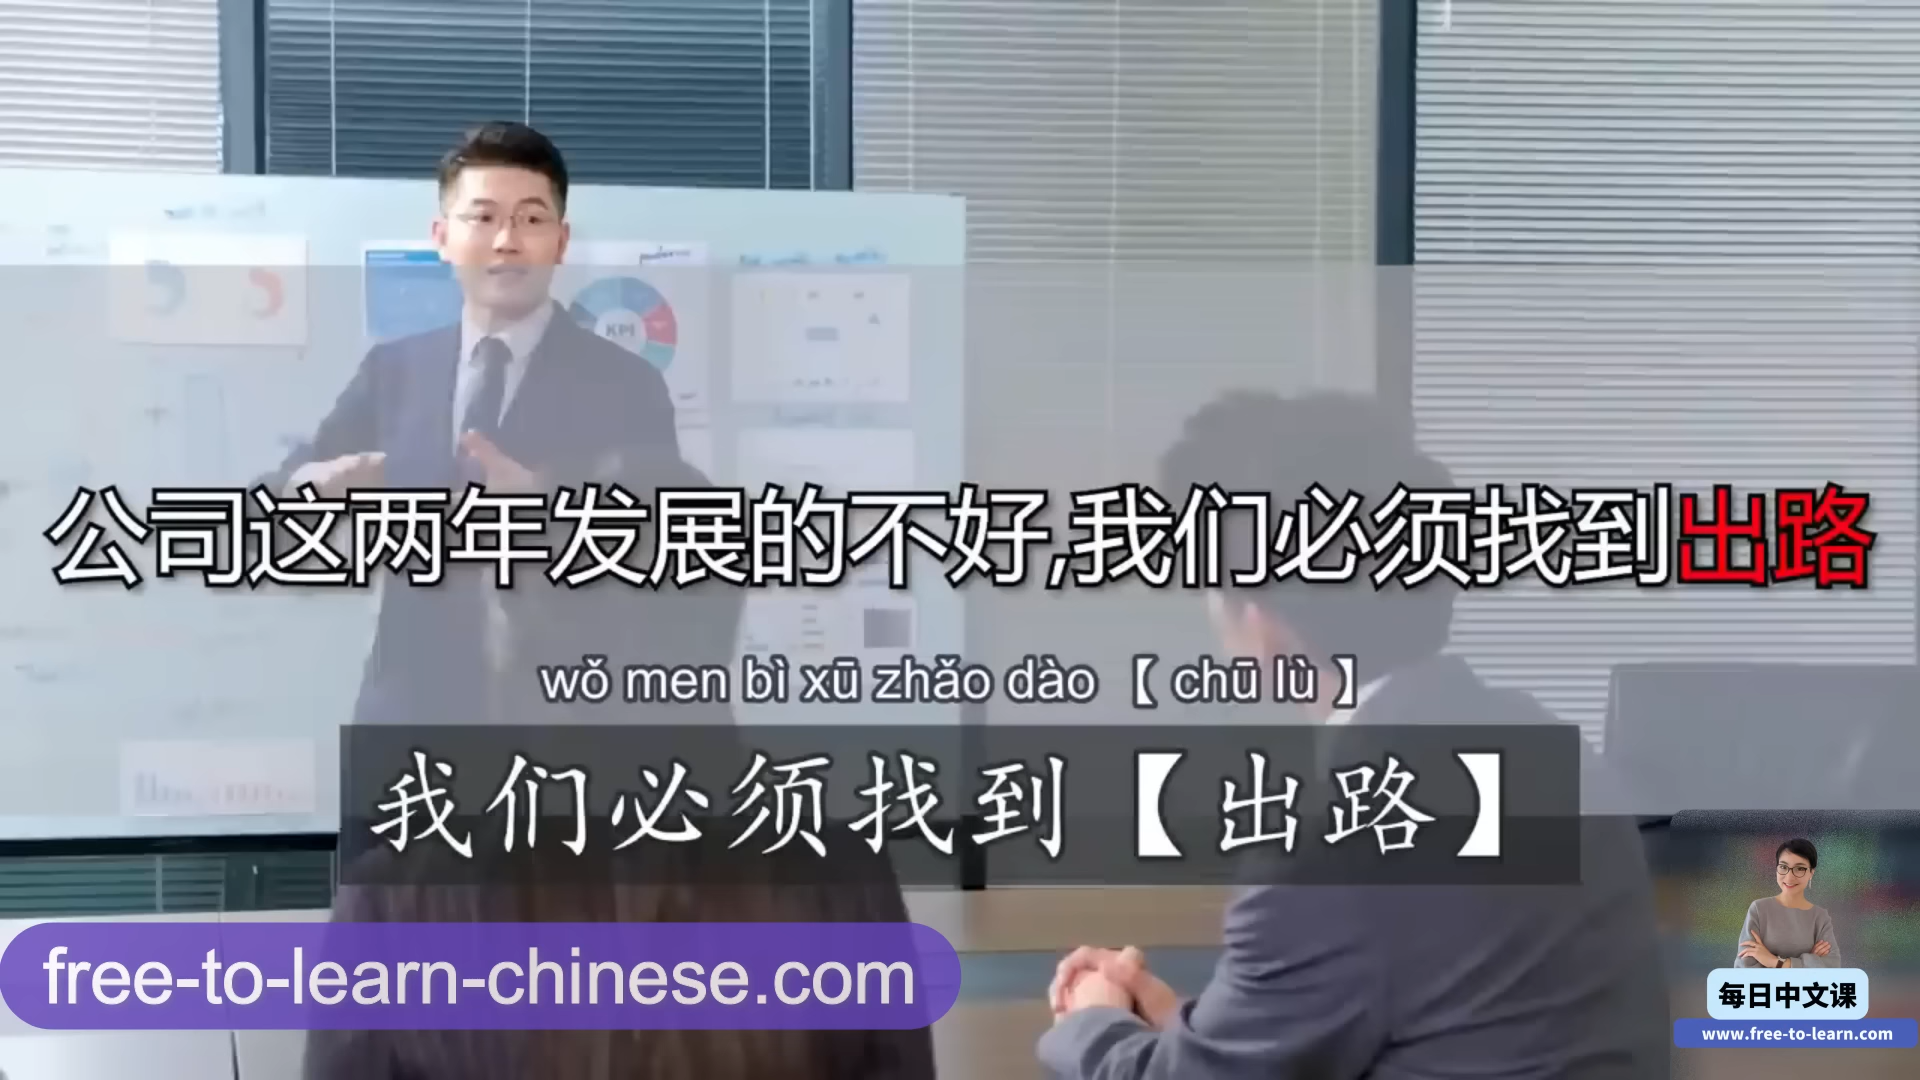 KPI
公司这两年发展的不好,我们必须找到出路
wǒ men bì xū zhǎo dào 【 chū lù 】
我们必须找到【出路】
free-to-learn-chinese.com
每日中文课
www.free-to-learn.com